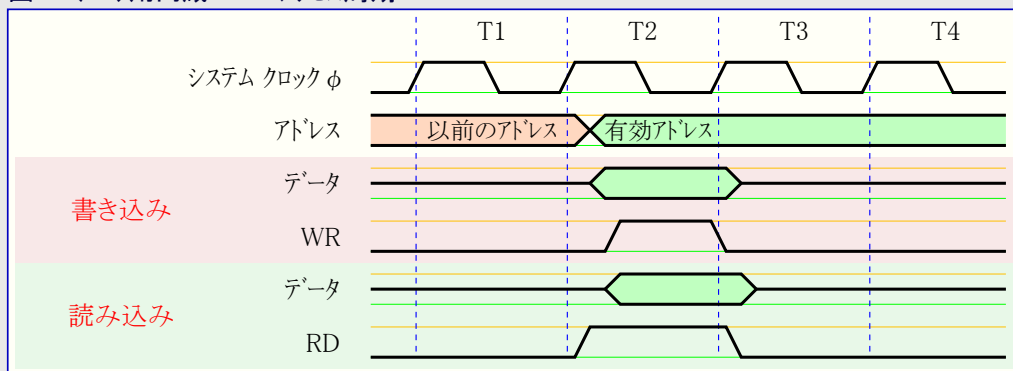 T1 T2 T3 T4
システム クロックφ
アドレス 以前のアドレス 有効アドレス
データ
書き込み
WR
データ
読み込み
RD